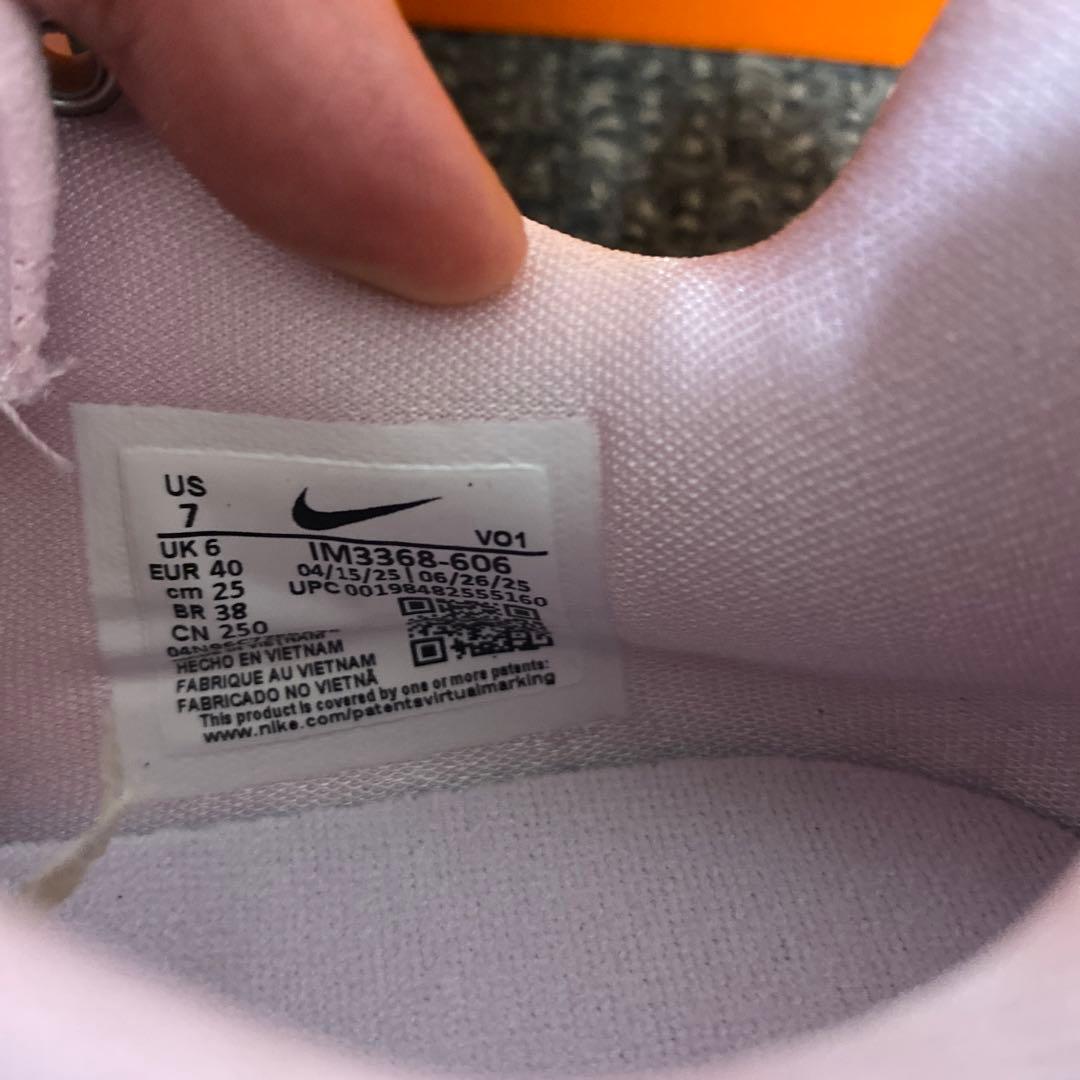 US
7
VO1
UK 6
IM3368-606
EUR 40
04/15/25 | 06/26/25
cm 25
UPC 00198482555160
BR 38
CN 250
HECHO EN VIETNAM
FABRIQUE AU VIETNAM
FABRICADO NO VIETNÃ
This product is covered by one or more patents:
www.nike.com/patentsvirtualmarking